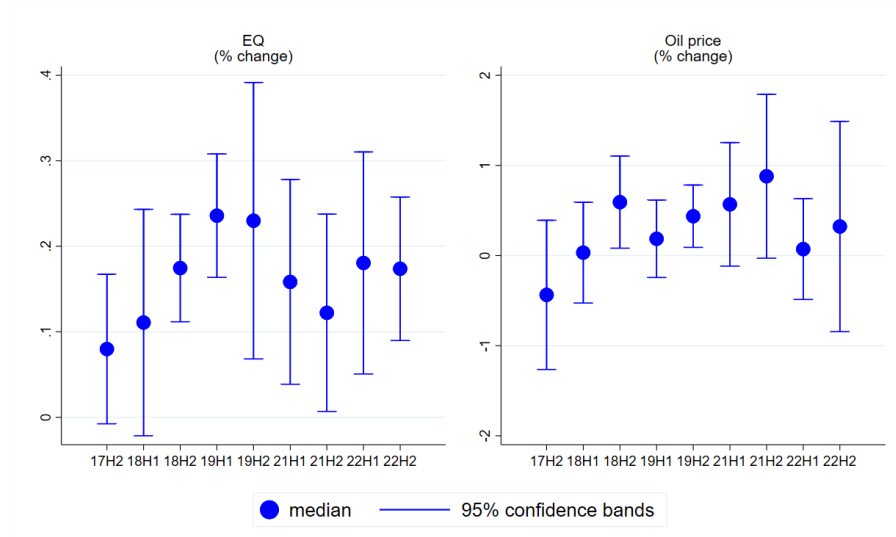 EQ
(% change)
.4
.3
.2
.1
0
17H2 18H1 18H2 19H1 19H2 21H1 21H2 22H1 22H2
Oil price
(% change)
2
1
0
-1
-2
17H2 18H1 18H2 19H1 19H2 21H1 21H2 22H1 22H2
median
95% confidence bands